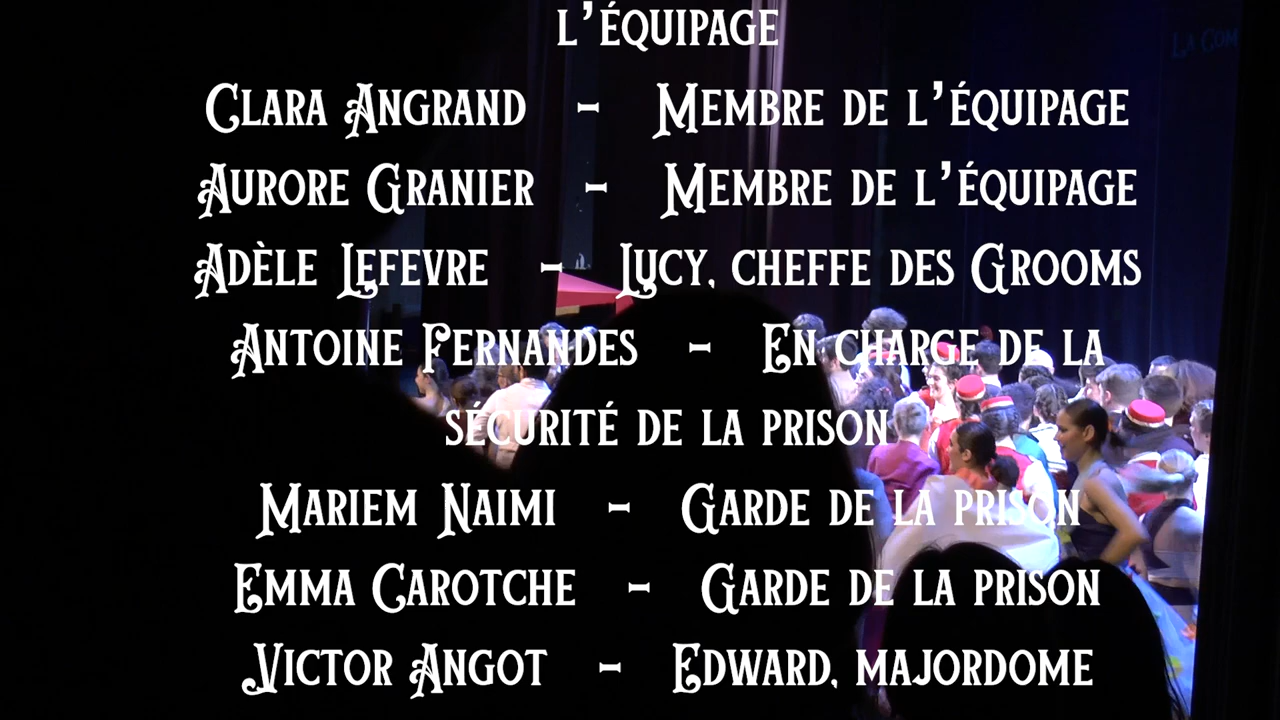 L'ÉQUIPAGE
LA COM
CLARA ANGRAND - MEMBRE DE L'ÉQUIPAGE
AURORE GRANIER - MEMBRE DE L'ÉQUIPAGE
ADÈLE LEFEVRE - LUCY, CHEFFE DES GROOMS
ANTOINE FERNANDES - EN CHARGE DE LA
SÉCURITÉ DE LA PRISON
MARIEM NAIMI - GARDE DE LA PRISON
EMMA CAROTCHE - GARDE DE LA PRISON
VICTOR ANGOT - EDWARD, MAJORDOME